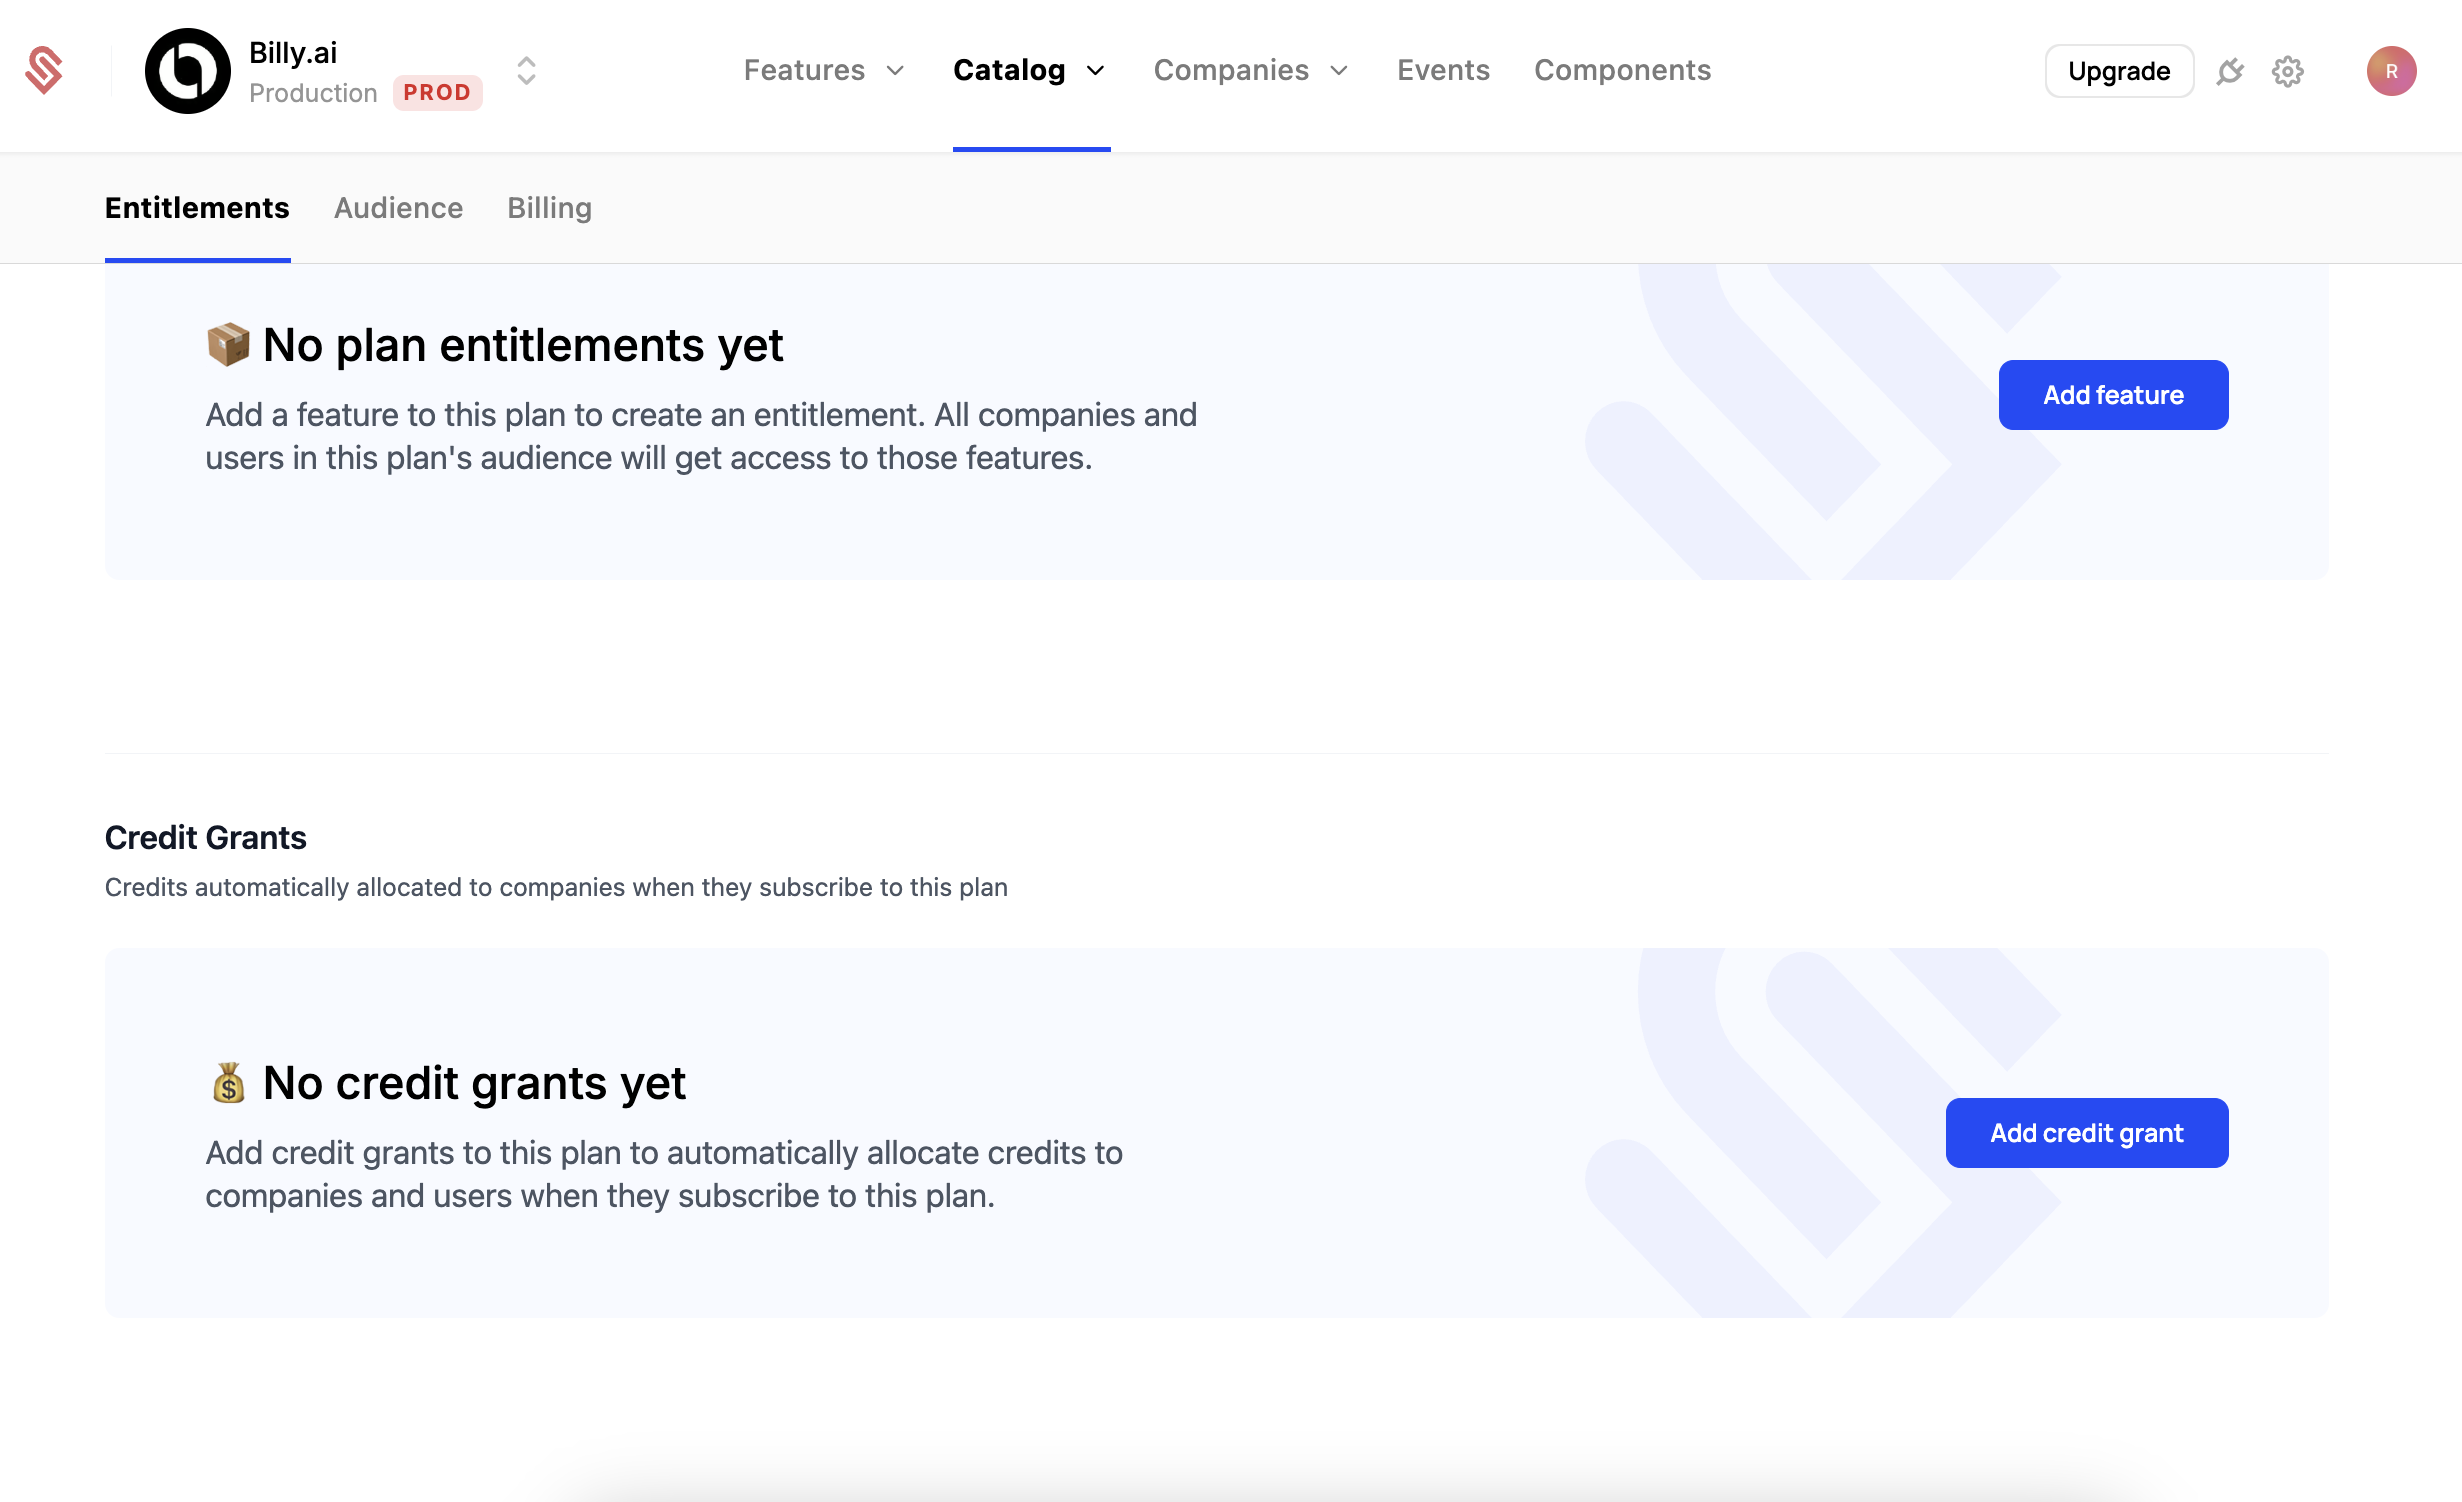 Billy.ai
Production PROD
Features
Catalog
Companies
Events
Components
Upgrade
R
Entitlements
Audience
Billing
No plan entitlements yet
Add a feature to this plan to create an entitlement. All companies and
users in this plan's audience will get access to those features.
Add feature
Credit Grants
Credits automatically allocated to companies when they subscribe to this plan
No credit grants yet
Add credit grants to this plan to automatically allocate credits to
companies and users when they subscribe to this plan.
Add credit grant